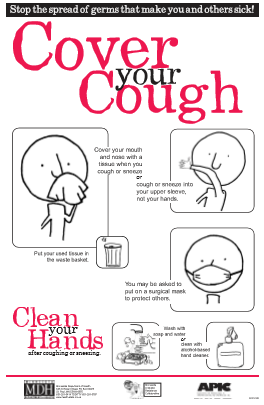 Stop the spread of germs that make you and others sick!
Cover
your
Cough
Cover your mouth
and nose with a
tissue when you
cough or sneeze
or
cough or sneeze into
your upper sleeve,
not your hands.
Put your used tissue in
the waste basket.
You may be asked to
put on a surgical mask
to protect others.
Clean
your
Hands
after coughing or sneezing.
Wash with
soap and water
or
clean with
alcohol-based
hand cleaner.
MDH
APIC